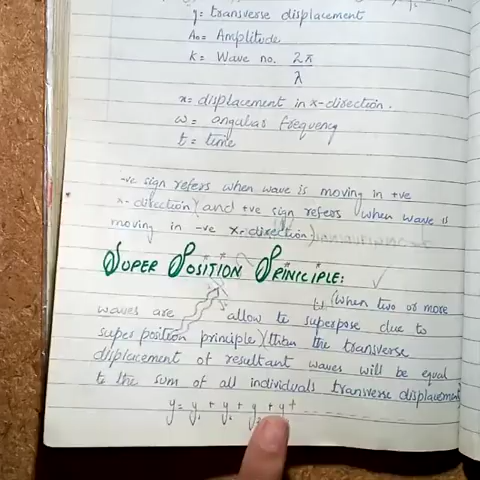 y= transverse displacement
A₀= Amplitude
K= Wave no. 2π/λ
x= displacement in x-direction.
ω= angular frequency
t= time
-ve sign refers when wave is moving in +ve
x-direction) and +ve sign refers (when wave is
moving in -ve x-direction)
SUPER POSITION PRINICIPLE:
(when two or more
waves are allow to superpose due to
super position principle) than the transverse
displacement of resultant waves will be equal
to the sum of all individuals transverse displacement
y= y₁ + y₂ + y₃ + y